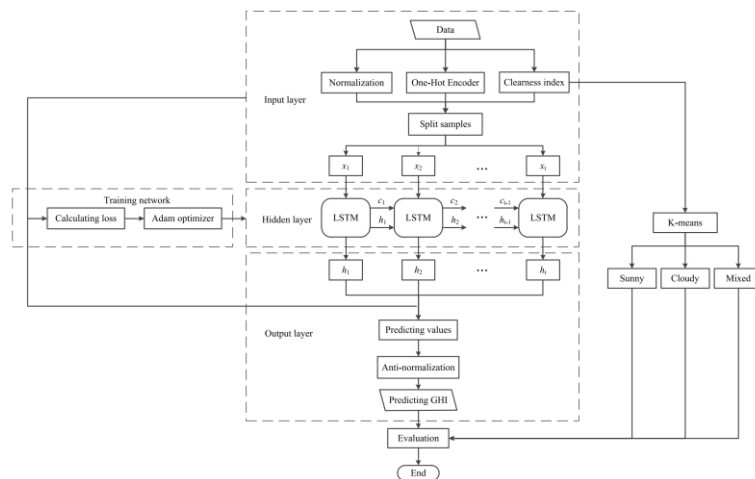 Data
Normalization
One-Hot Encoder
Clearness index
Input layer
Split samples
x1
x2
...
xt
Training network
Calculating loss
Adam optimizer
Hidden layer
LSTM
c1
h1
LSTM
c2
h2
...
ct-1
ht-1
LSTM
K-means
h1
h2
...
ht
Sunny
Cloudy
Mixed
Output layer
Predicting values
Anti-normalization
Predicting GHI
Evaluation
End